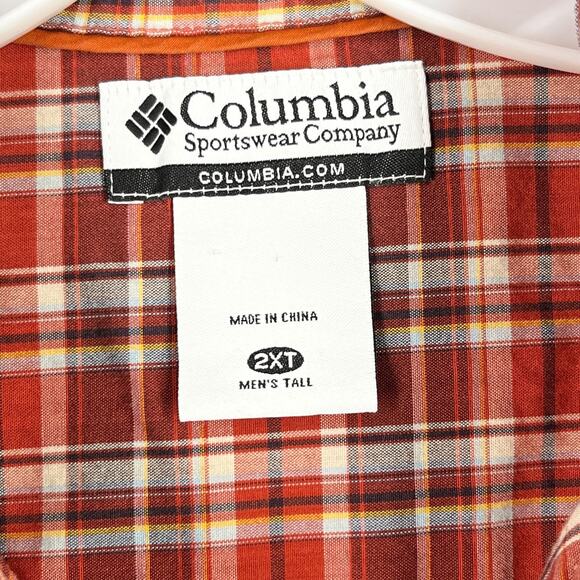 Columbia
Sportswear Company
COLUMBIA.COM
MADE IN CHINA
2XT
MEN'S TALL